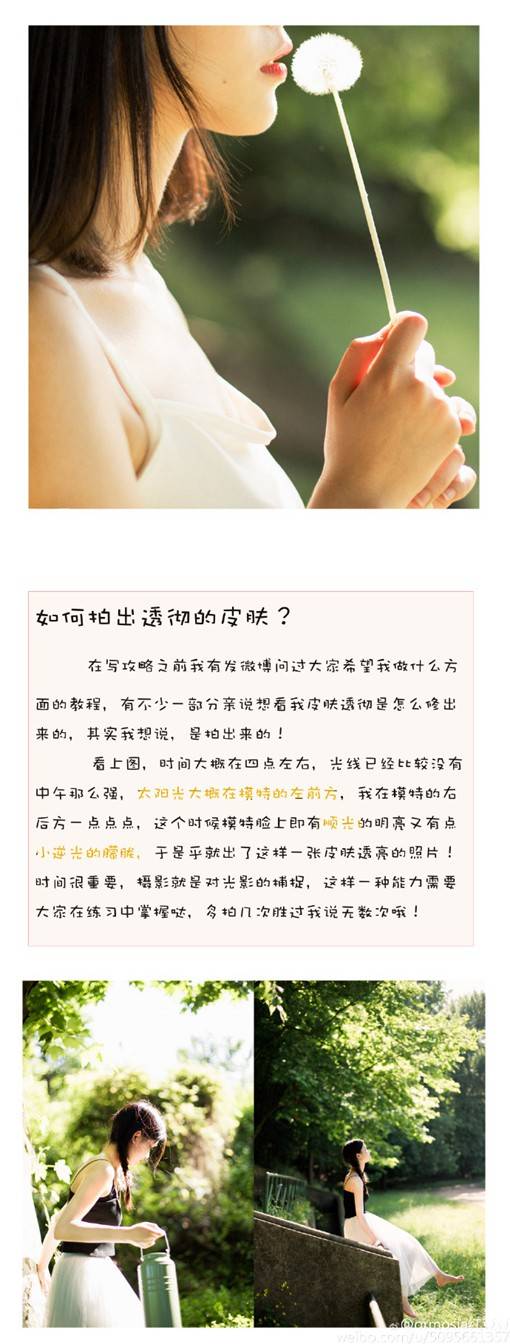 如何拍出透彻的皮肤？
在写攻略之前我有发微博问过大家希望我做什么方
面的教程，有不少一部分亲说想看我皮肤透彻是怎么修出
来的，其实我想说，是拍出来的！
看上图，时间大概在四点左右，光线已经比较没有
中午那么强，太阳光大概在模特的左前方，我在模特的右
后方一点点点，这个时候模特脸上即有顺光的明亮又有点
小逆光的朦胧，于是乎就出了这样一张皮肤透亮的照片！
时间很重要，摄影就是对光影的捕捉，这样一种能力需要
大家在练习中掌握哒，多拍几次胜过我说无数次哦！